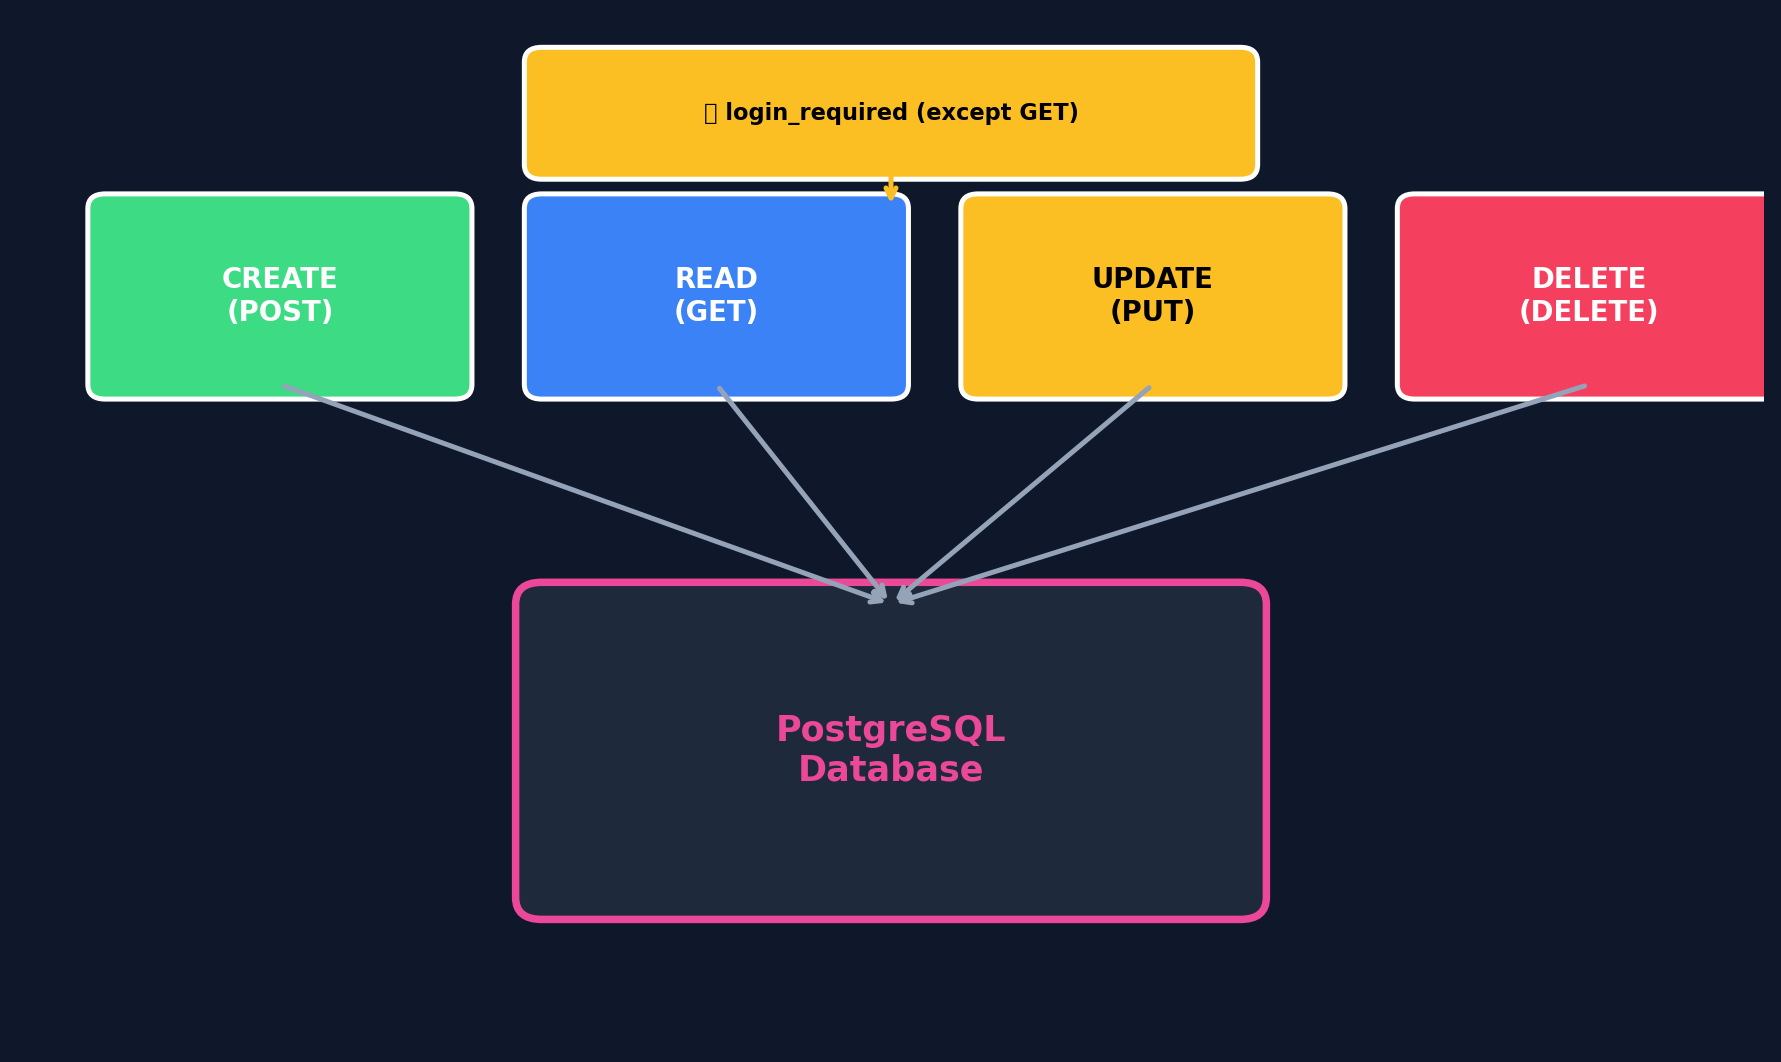 login_required (except GET)
CREATE
(POST)
READ
(GET)
UPDATE
(PUT)
DELETE
(DELETE)
PostgreSQL
Database